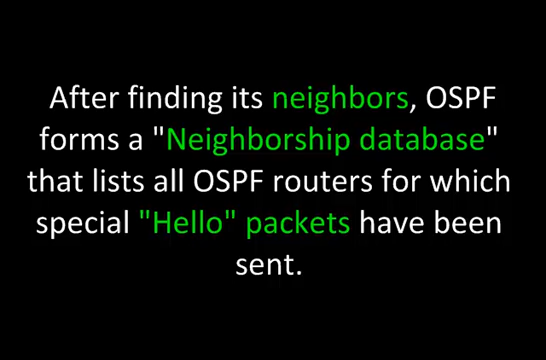 After finding its neighbors, OSPF
forms a "Neighborship database"
that lists all OSPF routers for which
special "Hello" packets have been
sent.